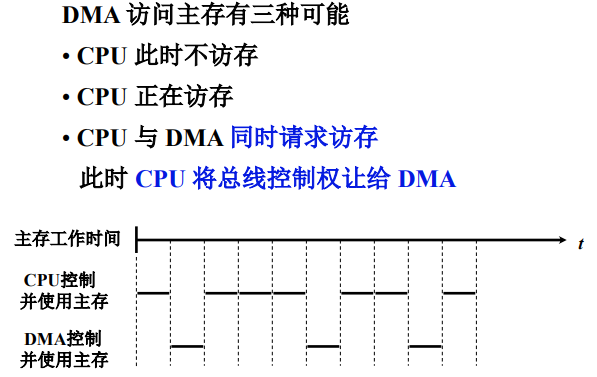 DMA 访问主存有三种可能
• CPU 此时不访存
• CPU 正在访存
• CPU 与 DMA 同时请求访存
此时 CPU 将总线控制权让给 DMA
主存工作时间
t
CPU控制
并使用主存
DMA控制
并使用主存